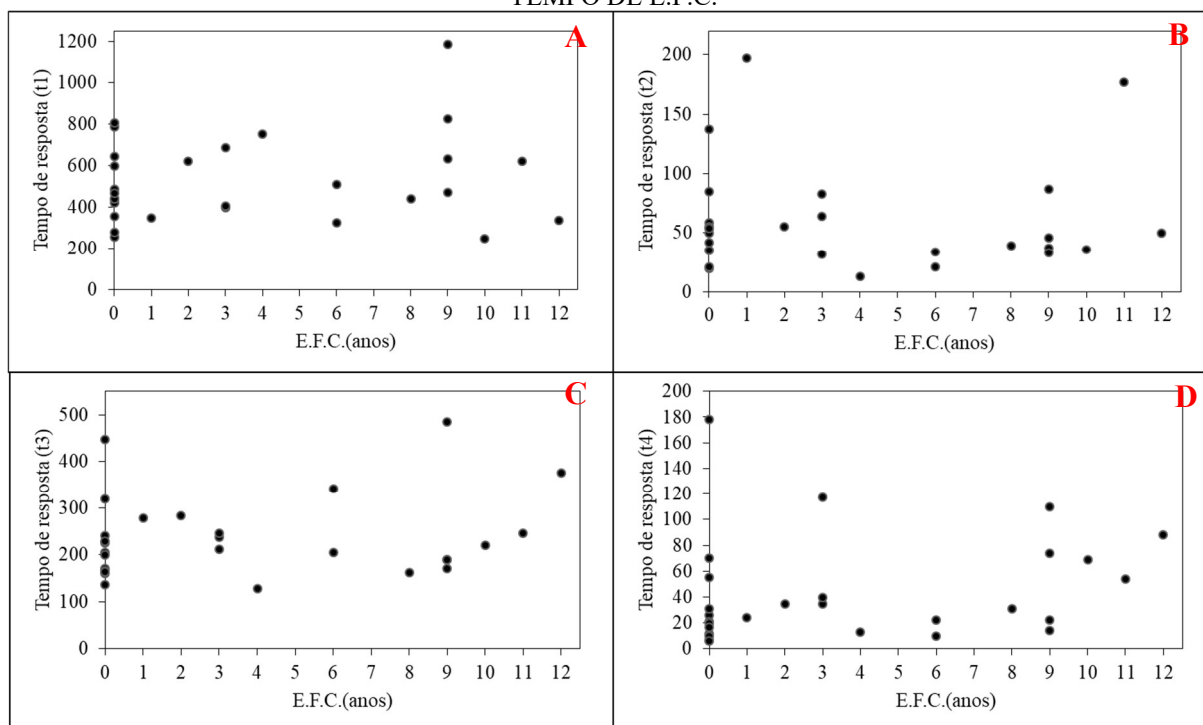 TEMPO DE E.F.C.
A
1200
1000
800
600
400
200
0
Tempo de resposta (t1)
0 1 2 3 4 5 6 7 8 9 10 11 12
E.F.C.(anos)
B
200
150
100
50
0
Tempo de resposta (t2)
0 1 2 3 4 5 6 7 8 9 10 11 12
E.F.C.(anos)
C
500
400
300
200
100
0
Tempo de resposta (t3)
0 1 2 3 4 5 6 7 8 9 10 11 12
E.F.C.(anos)
D
200
180
160
140
120
100
80
60
40
20
0
Tempo de resposta (t4)
0 1 2 3 4 5 6 7 8 9 10 11 12
E.F.C.(anos)